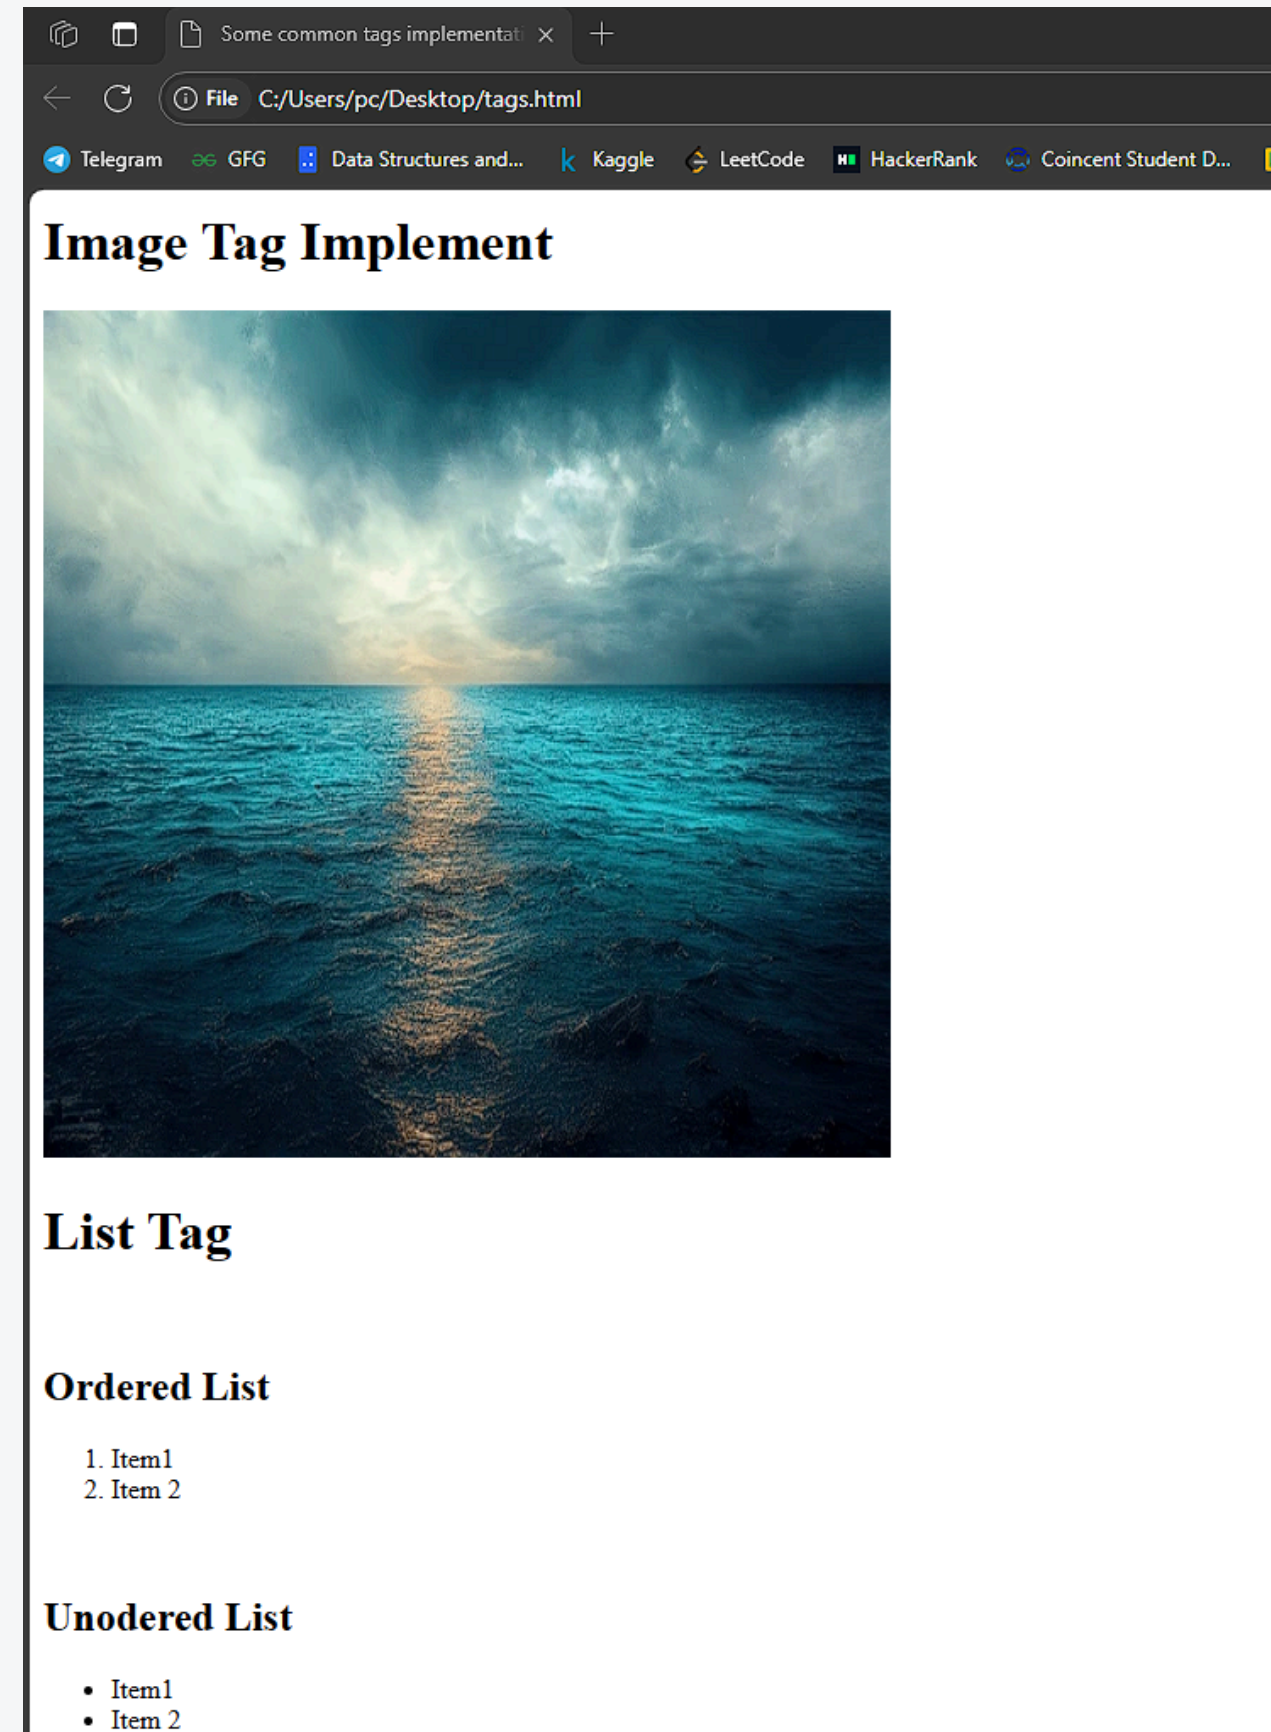 Some common tags implementati
File C:/Users/pc/Desktop/tags.html
Telegram GFG Data Structures and... Kaggle LeetCode HackerRank Coincent Student D...
Image Tag Implement
List Tag
Ordered List
1. Item1
2. Item 2
Unodered List
• Item1
• Item 2